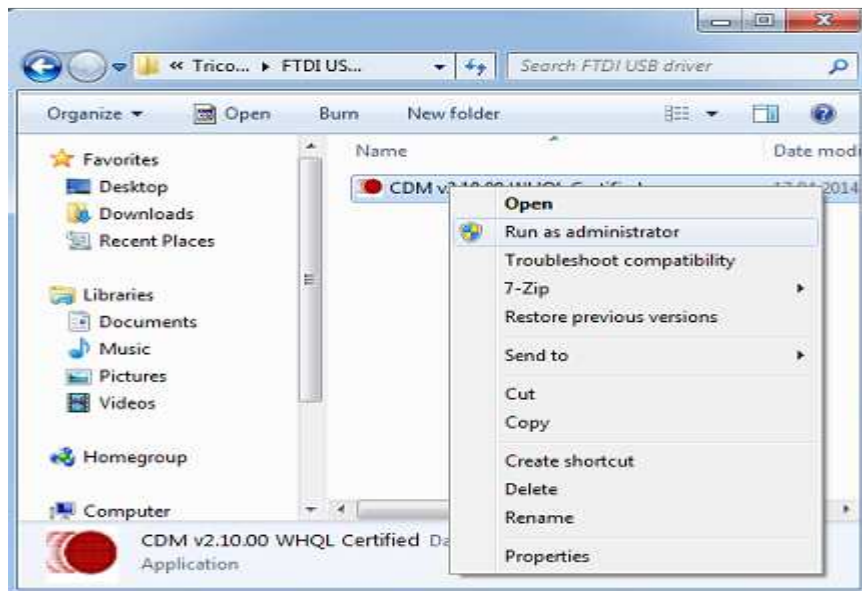 « Trico... ▸ FTDI US...
Search FTDI USB driver
Organize
Open
Burn
New folder
Favorites
Desktop
Downloads
Recent Places
Libraries
Documents
Music
Pictures
Videos
Homegroup
Computer
Name
Date modi
CDM v2.10.00 WHQL Certified
2014
Open
Run as administrator
Troubleshoot compatibility
7-Zip
Restore previous versions
Send to
Cut
Copy
Create shortcut
Delete
Rename
Properties
CDM v2.10.00 WHQL Certified Da
Application